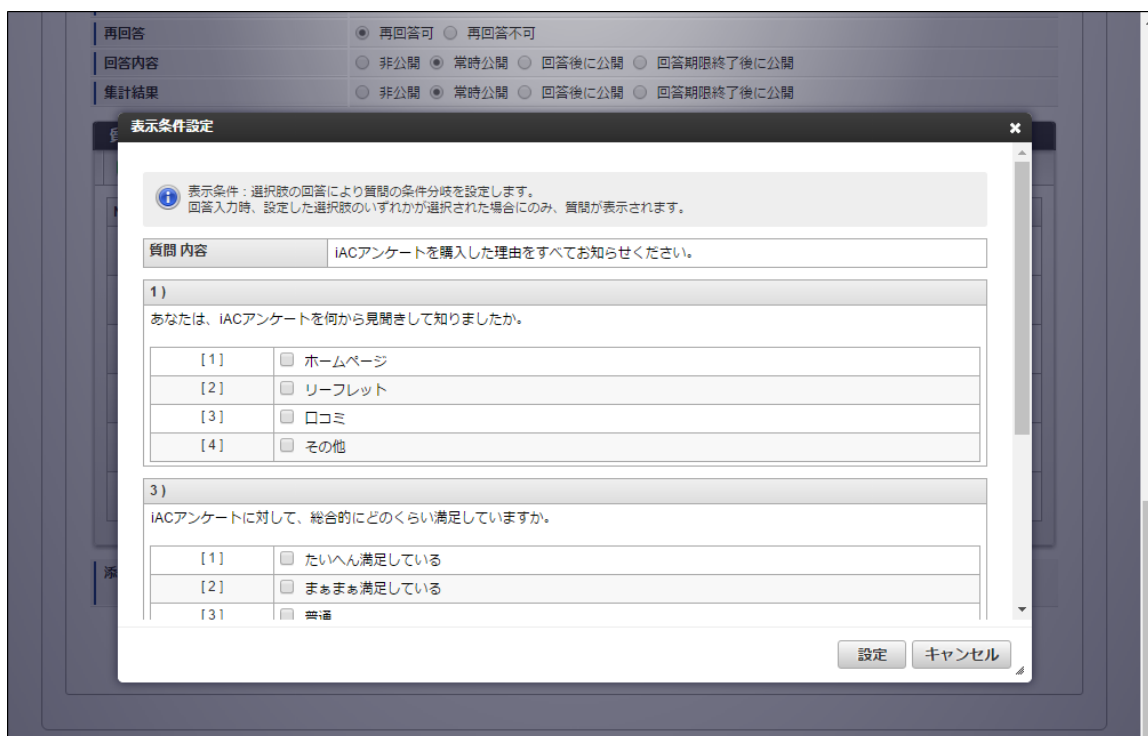 再回答 再回答可 再回答不可
回答内容 非公開 常時公開 回答後に公開 回答期限終了後に公開
集計結果 非公開 常時公開 回答後に公開 回答期限終了後に公開
表示条件設定
表示条件：選択肢の回答により質問の条件分岐を設定します。
回答入力時、設定した選択肢のいずれかが選択された場合にのみ、質問が表示されます。
質問内容 iACアンケートを購入した理由をすべてお知らせください。
1)
あなたは、iACアンケートを何から見聞きして知りましたか。
[1] ホームページ
[2] リーフレット
[3] 口コミ
[4] その他
3)
iACアンケートに対して、総合的にどのくらい満足していますか。
[1] たいへん満足している
[2] まぁまぁ満足している
[3] 普通
添
設定 キャンセル